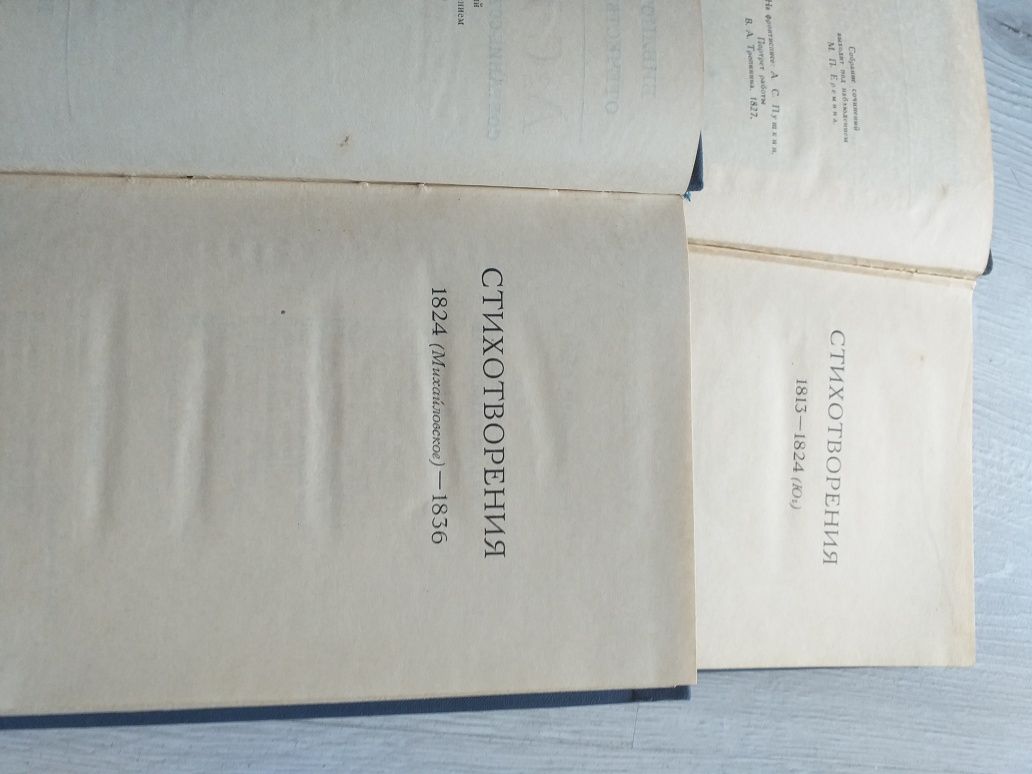 СТИХОТВОРЕНИЯ
1824 (Михайловское)—1836
Собрание сочинений
выходит под наблюдением
М. П. Еремина.
На фронтисписе: А. С. Пушкин.
Портрет работы
В. А. Тропинина. 1827.
СТИХОТВОРЕНИЯ
1813—1824 (Юг)